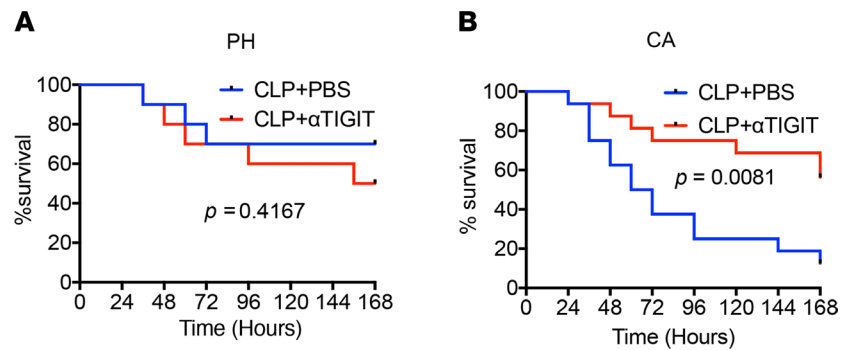 A
PH
%survival
100
80
60
40
20
0
CLP+PBS
CLP+αTIGIT
p = 0.4167
0 24 48 72 96 120 144 168
Time (Hours)
B
CA
% survival
100
80
60
40
20
0
CLP+PBS
CLP+αTIGIT
p = 0.0081
0 24 48 72 96 120 144 168
Time (Hours)